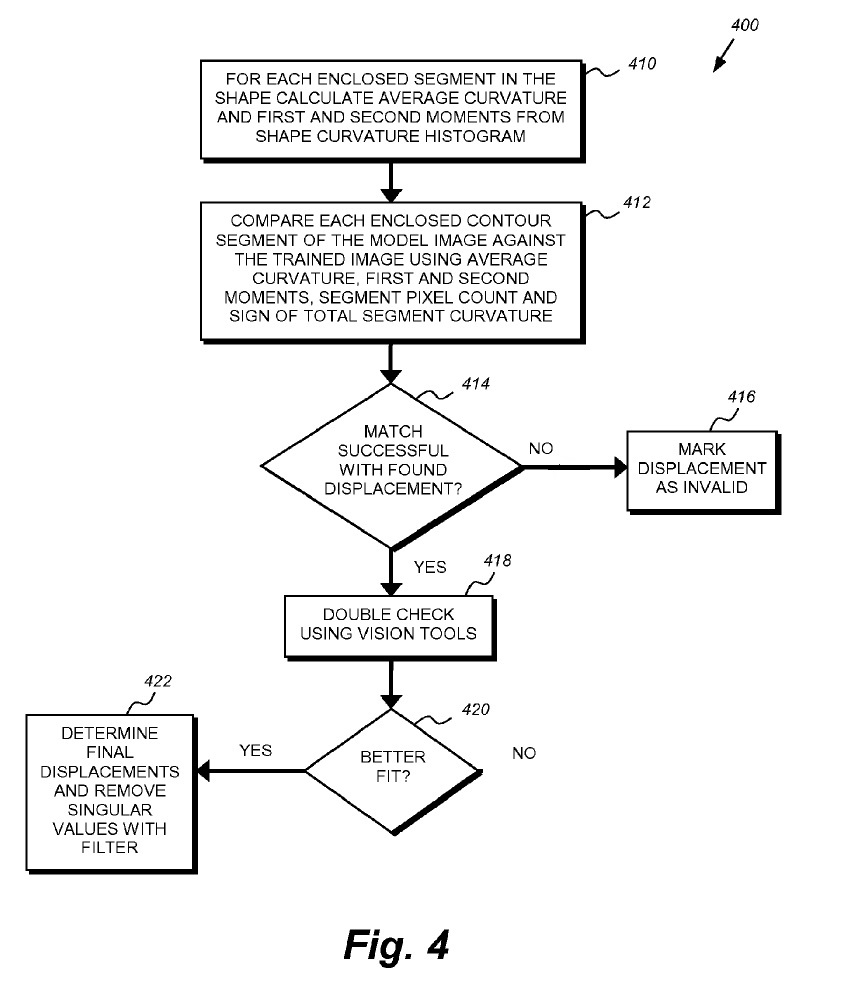 400
410
FOR EACH ENCLOSED SEGMENT IN THE
SHAPE CALCULATE AVERAGE CURVATURE
AND FIRST AND SECOND MOMENTS FROM
SHAPE CURVATURE HISTOGRAM
412
COMPARE EACH ENCLOSED CONTOUR
SEGMENT OF THE MODEL IMAGE AGAINST
THE TRAINED IMAGE USING AVERAGE
CURVATURE, FIRST AND SECOND
MOMENTS, SEGMENT PIXEL COUNT AND
SIGN OF TOTAL SEGMENT CURVATURE
414
MATCH
SUCCESSFUL
WITH FOUND
DISPLACEMENT?
NO
416
MARK
DISPLACEMENT
AS INVALID
YES
418
DOUBLE CHECK
USING VISION TOOLS
420
BETTER
FIT?
NO
YES
422
DETERMINE
FINAL
DISPLACEMENTS
AND REMOVE
SINGULAR
VALUES WITH
FILTER
Fig. 4